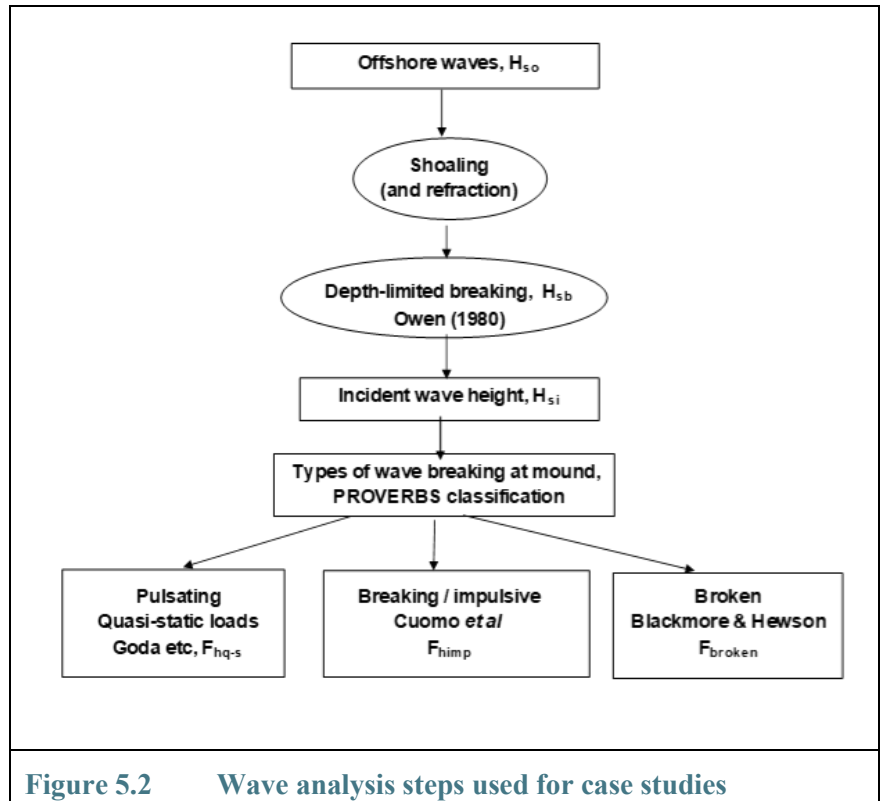 Offshore waves, Hso
Shoaling
(and refraction)
Depth-limited breaking, Hsb
Owen (1980)
Incident wave height, Hsi
Types of wave breaking at mound,
PROVERBS classification
Pulsating
Quasi-static loads
Goda etc, Fhq-s
Breaking / impulsive
Cuomo et al
Fhimp
Broken
Blackmore & Hewson
Fbroken
Figure 5.2 Wave analysis steps used for case studies